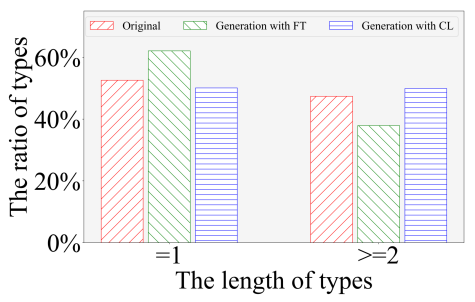 Original Generation with FT Generation with CL
The ratio of types
60%
40%
20%
0%
=1 >=2
The length of types